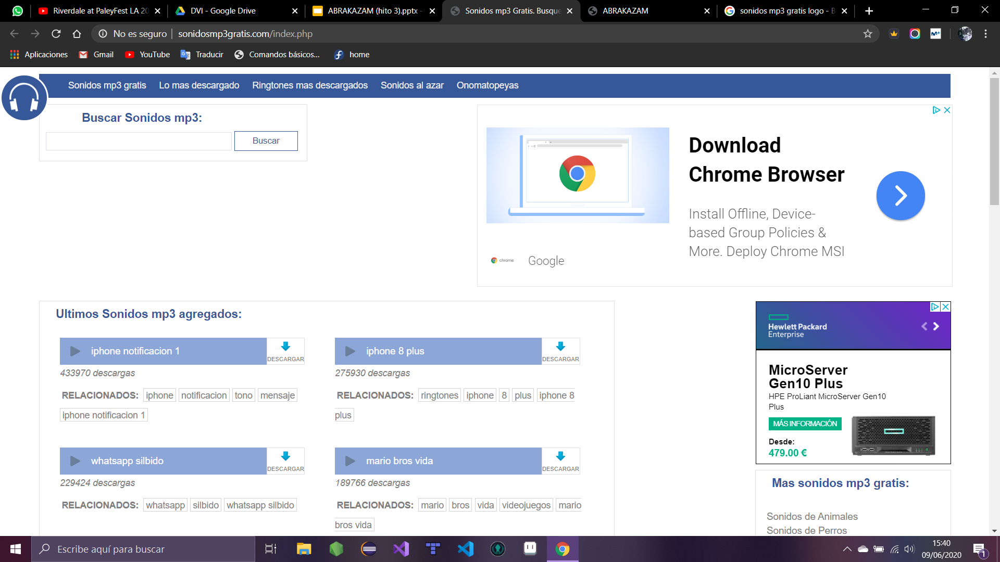 Riverdale at PaleyFest LA 20
DVI - Google Drive
ABRAKAZAM (hito 3).pptx -
Sonidos mp3 Gratis. Busque
ABRAKAZAM
sonidos mp3 gratis logo - B
No es seguro | sonidosmp3gratis.com/index.php
Aplicaciones
Gmail
YouTube
Traducir
Comandos básicos...
home
Sonidos mp3 gratis
Lo mas descargado
Ringtones mas descargados
Sonidos al azar
Onomatopeyas
Buscar Sonidos mp3:
Buscar
Download
Chrome Browser
Install Offline, Device-
based Group Policies &
More. Deploy Chrome MSI
chrome
Google
Ultimos Sonidos mp3 agregados:
iphone notificacion 1
DESCARGAR
433970 descargas
RELACIONADOS: iphone notificacion tono mensaje
iphone notificacion 1
iphone 8 plus
DESCARGAR
275930 descargas
RELACIONADOS: ringtones iphone 8 plus iphone 8
plus
whatsapp silbido
DESCARGAR
229424 descargas
RELACIONADOS: whatsapp silbido whatsapp silbido
mario bros vida
DESCARGAR
189766 descargas
RELACIONADOS: mario bros vida videojuegos mario
bros vida
Hewlett Packard
Enterprise
MicroServer
Gen10 Plus
HPE ProLiant MicroServer Gen10
Plus
MÁS INFORMACIÓN
Desde:
479.00 €
Mas sonidos mp3 gratis:
Sonidos de Animales
Sonidos de Perros
Escribe aquí para buscar
15:40
09/06/2020
1